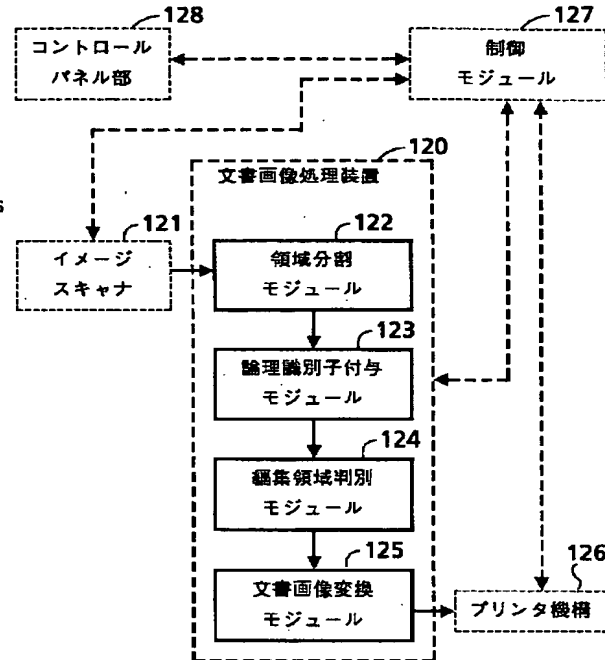 128
コントロール
パネル部
127
制御
モジュール
120
文書画像処理装置
s
121
イメージ
スキャナ
122
領域分割
モジュール
123
論理識別子付与
モジュール
124
編集領域判別
モジュール
125
文書画像変換
モジュール
126
プリンタ機構